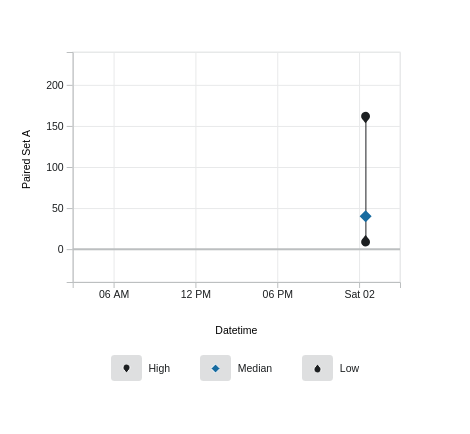 Paired Set A
200
150
100
50
0
06 AM 12 PM 06 PM Sat 02
Datetime
High Median Low